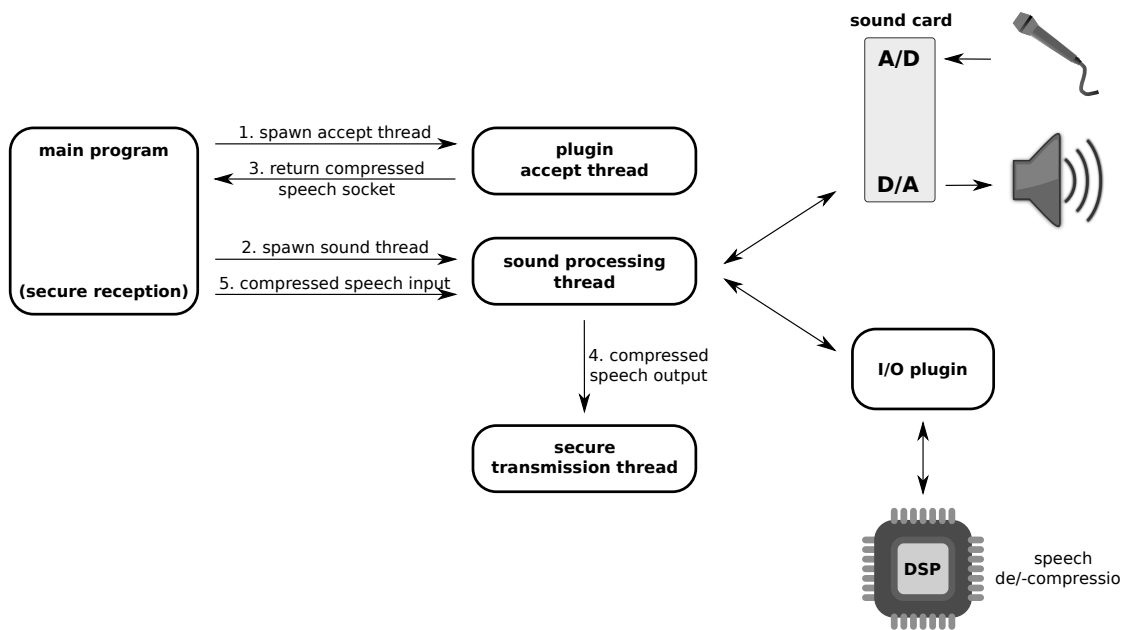 sound card
A/D
D/A
main program
(secure reception)
1. spawn accept thread
3. return compressed
speech socket
plugin
accept thread
2. spawn sound thread
5. compressed speech input
sound processing
thread
4. compressed
speech output
secure
transmission thread
I/O plugin
DSP
speech
de/-compressio